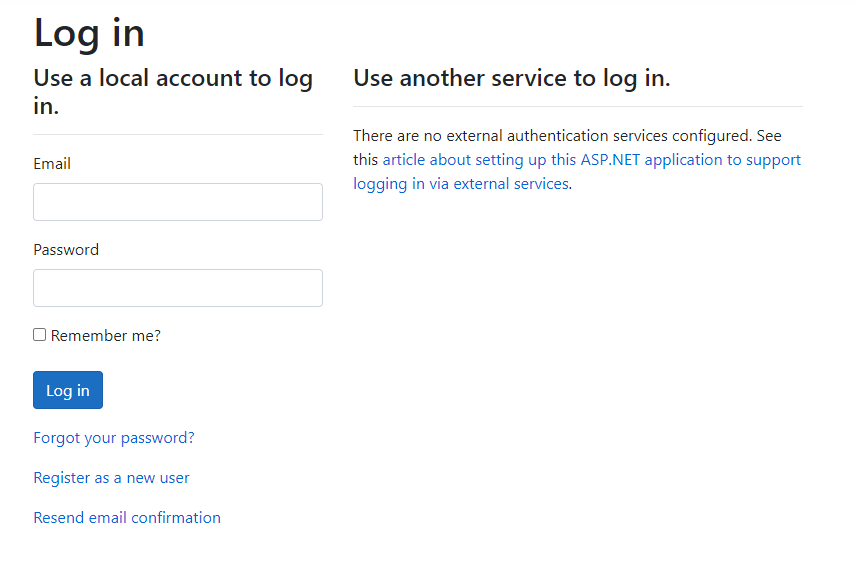 Log in
Use a local account to log
in.
Email
Password
Remember me?
Log in
Forgot your password?
Register as a new user
Resend email confirmation
Use another service to log in.
There are no external authentication services configured. See
this article about setting up this ASP.NET application to support
logging in via external services.